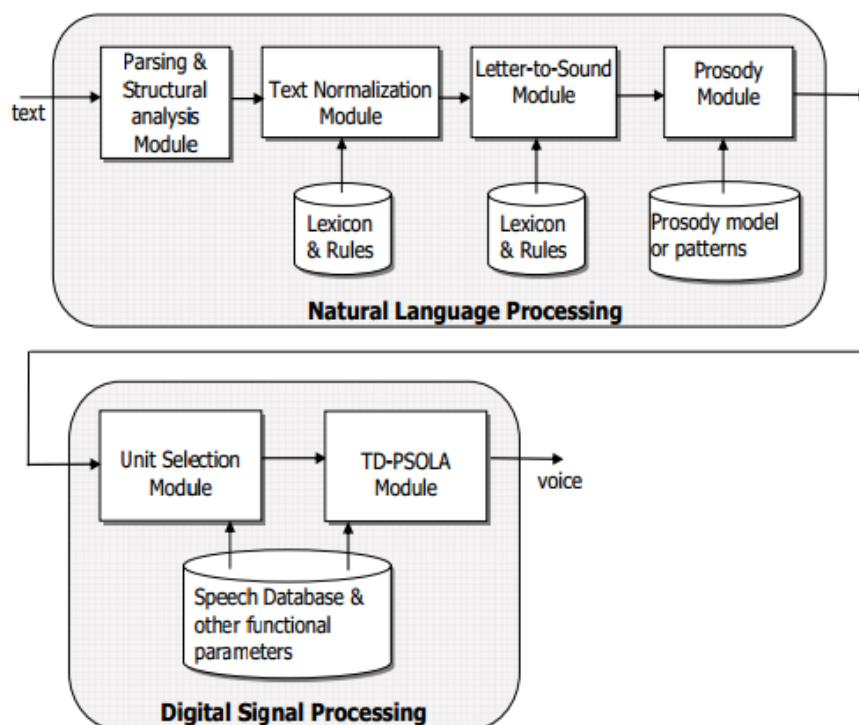 text
Parsing &
Structural
analysis
Module
Text Normalization
Module
Letter-to-Sound
Module
Prosody
Module
Lexicon
& Rules
Lexicon
& Rules
Prosody model
or patterns
Natural Language Processing
Unit Selection
Module
TD-PSOLA
Module
voice
Speech Database &
other functional
parameters
Digital Signal Processing